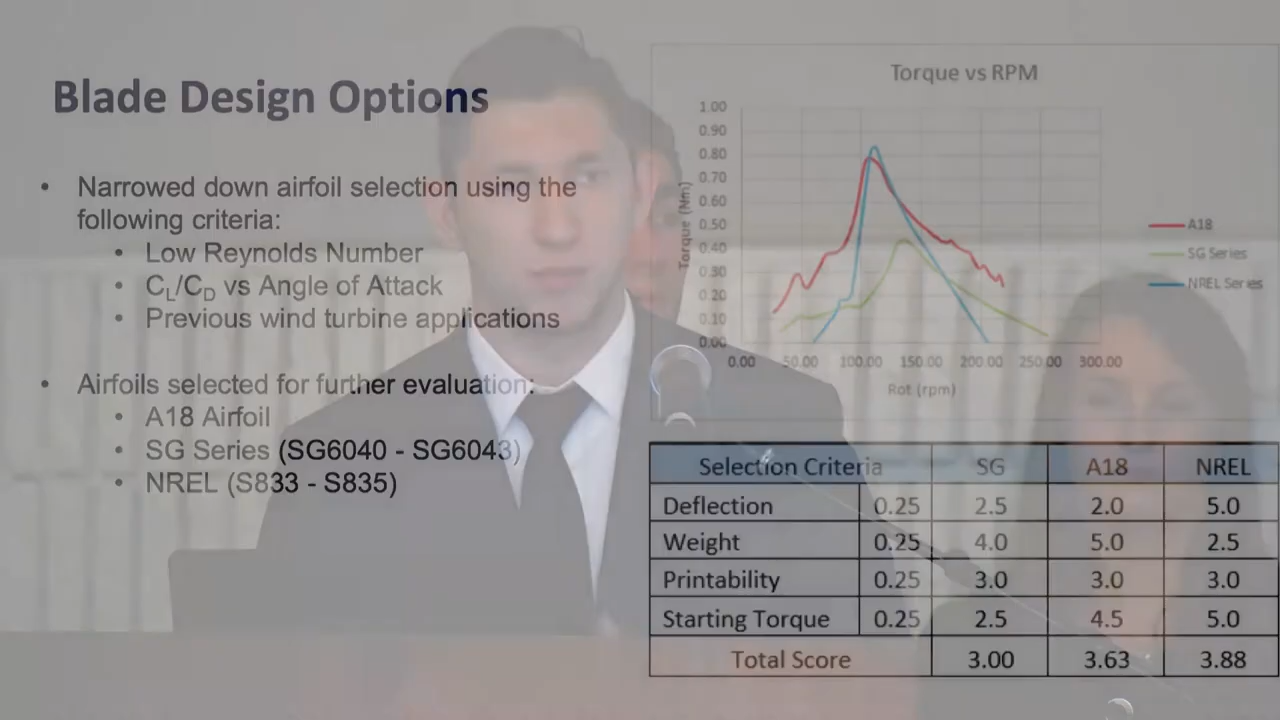 Blade Design Options
• Narrowed down airfoil selection using the
following criteria:
• Low Reynolds Number
• CL/CD vs Angle of Attack
• Previous wind turbine applications
• Airfoils selected for further evaluation:
• A18 Airfoil
• SG Series (SG6040 - SG6043)
• NREL (S833 - S835)
Torque vs RPM
1.00
0.90
0.80
0.70
0.60
0.50
0.40
0.30
0.20
0.10
0.00
Torque (Nm)
0.00 50.00 100.00 150.00 200.00 250.00 300.00
Rot (rpm)
A18
SG Series
NREL Series
Selection Criteria SG A18 NREL
Deflection 0.25 2.5 2.0 5.0
Weight 0.25 4.0 5.0 2.5
Printability 0.25 3.0 3.0 3.0
Starting Torque 0.25 2.5 4.5 5.0
Total Score 3.00 3.63 3.88